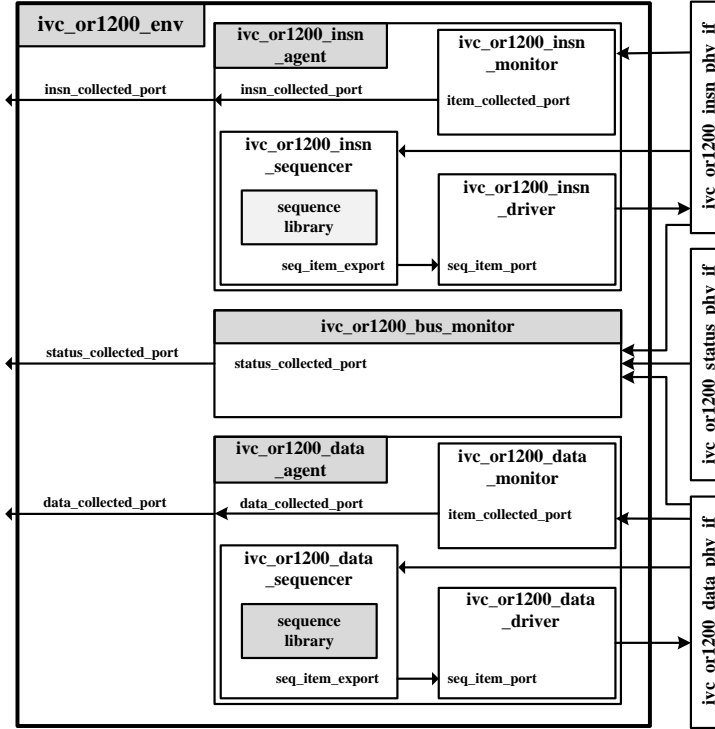 ivc_or1200_env
ivc_or1200_insn
_agent
ivc_or1200_insn
_monitor
insn_collected_port
insn_collected_port
item_collected_port
ivc_or1200_insn
_sequencer
sequence
library
seq_item_export
ivc_or1200_insn
_driver
seq_item_port
ivc_or1200_insn_phy_if
ivc_or1200_bus_monitor
status_collected_port
status_collected_port
ivc_or1200_status_phy_if
ivc_or1200_data
_agent
ivc_or1200_data
_monitor
data_collected_port
data_collected_port
item_collected_port
ivc_or1200_data
_sequencer
sequence
library
seq_item_export
ivc_or1200_data
_driver
seq_item_port
ivc_or1200_data_phy_if